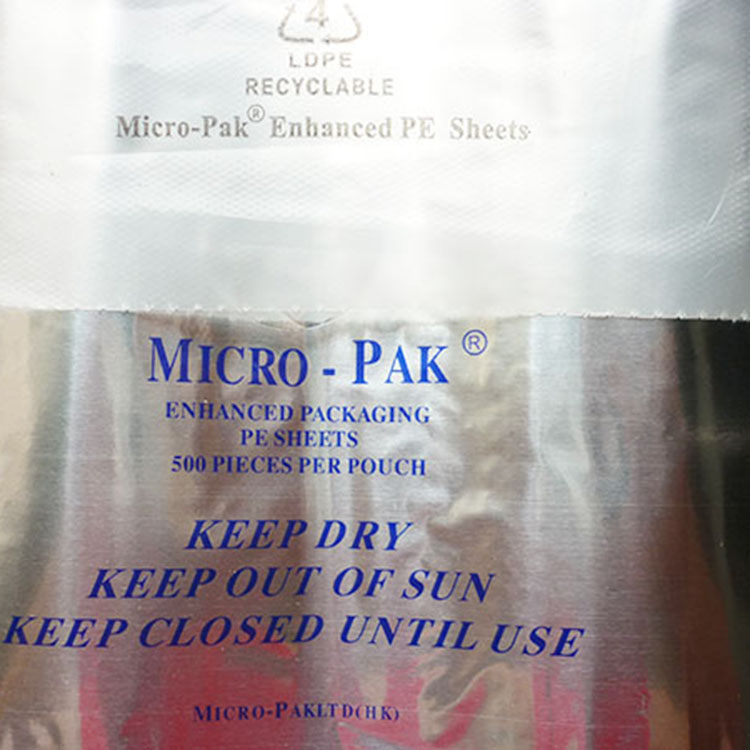 4
LDPE
RECYCLABLE
Micro-Pak® Enhanced PE Sheets
MICRO - PAK ®
ENHANCED PACKAGING
PE SHEETS
500 PIECES PER POUCH
KEEP DRY
KEEP OUT OF SUN
KEEP CLOSED UNTIL USE
MICRO-PAKLTD(HK)